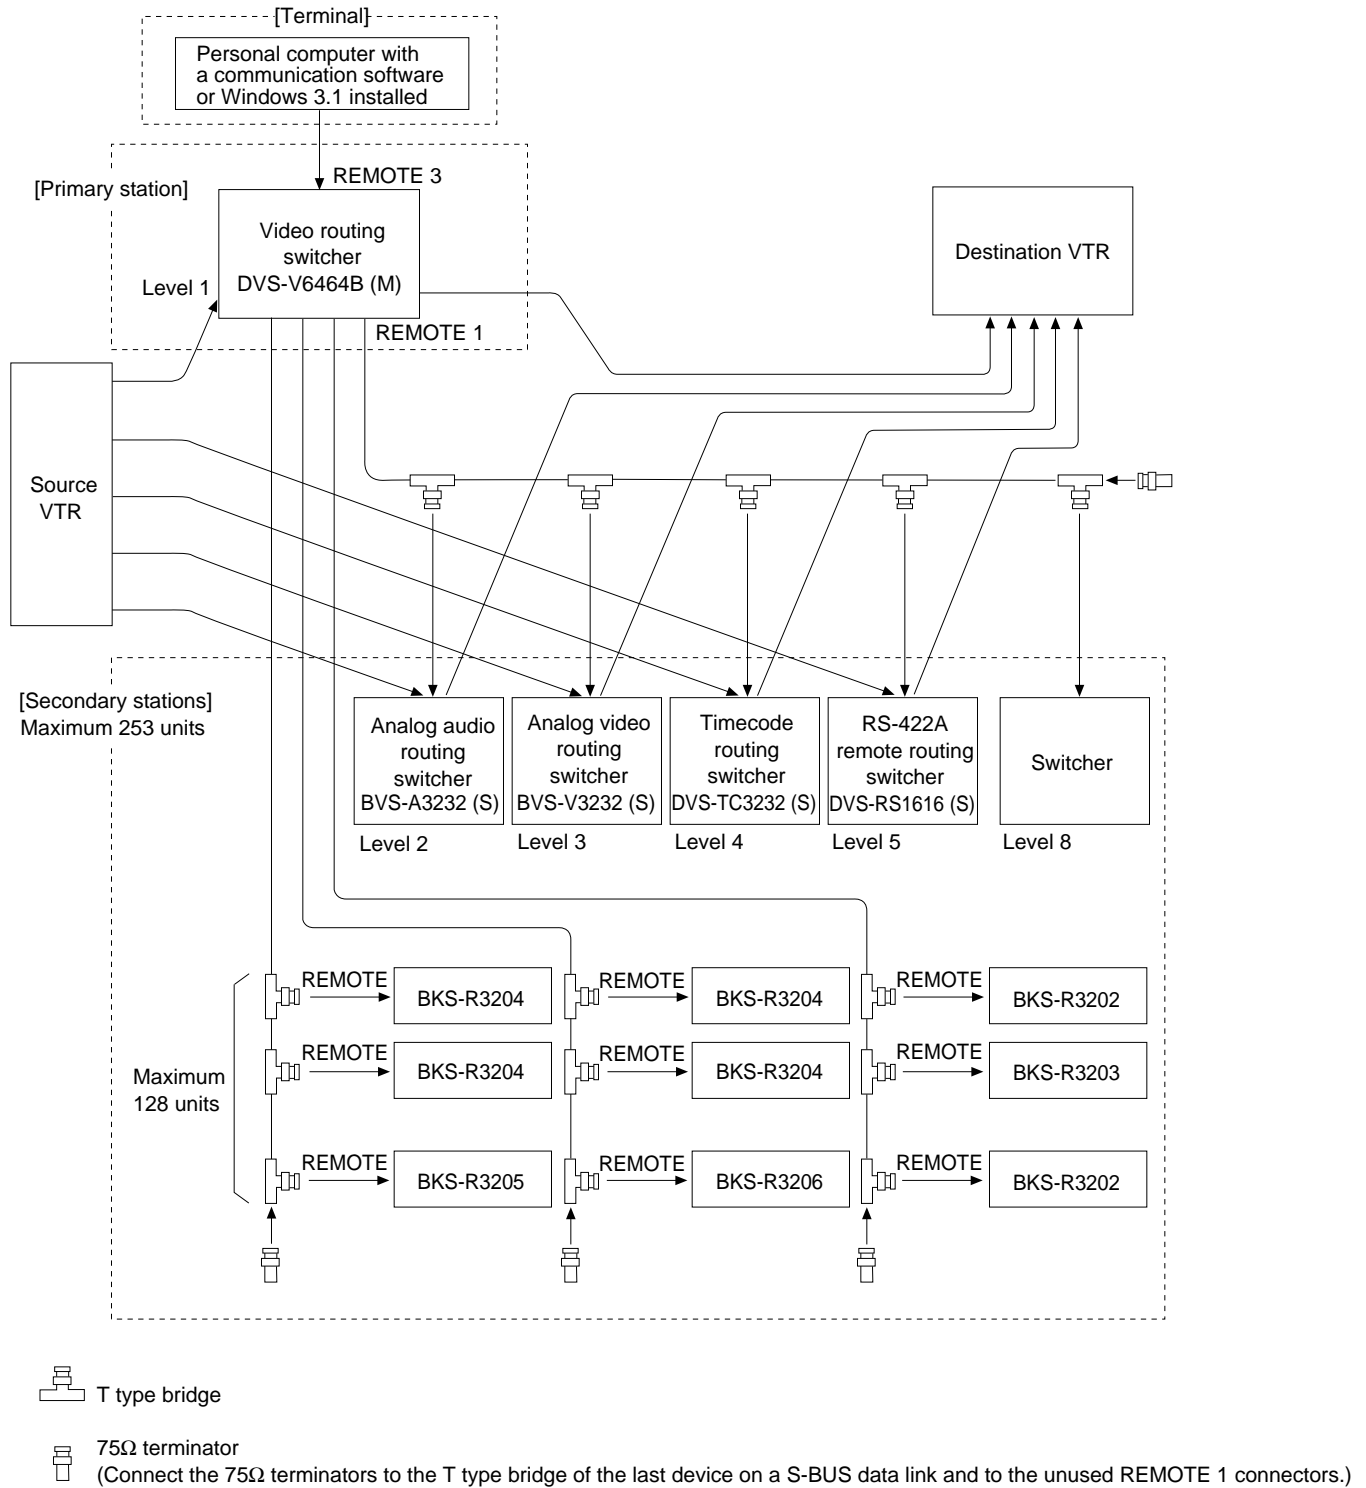 [Terminal]
Personal computer with
a communication software
or Windows 3.1 installed
REMOTE 3
[Primary station]
Video routing
switcher
DVS-V6464B (M)
Level 1
REMOTE 1
Destination VTR
Source
VTR
[Secondary stations]
Maximum 253 units
Analog audio
routing
switcher
BVS-A3232 (S)
Level 2
Analog video
routing
switcher
BVS-V3232 (S)
Level 3
Timecode
routing
switcher
DVS-TC3232 (S)
Level 4
RS-422A
remote routing
switcher
DVS-RS1616 (S)
Level 5
Switcher
Level 8
REMOTE
BKS-R3204
REMOTE
BKS-R3204
REMOTE
BKS-R3202
Maximum
128 units
REMOTE
BKS-R3204
REMOTE
BKS-R3204
REMOTE
BKS-R3203
REMOTE
BKS-R3205
REMOTE
BKS-R3206
REMOTE
BKS-R3202
T type bridge
75Ω terminator
(Connect the 75Ω terminators to the T type bridge of the last device on a S-BUS data link and to the unused REMOTE 1 connectors.)